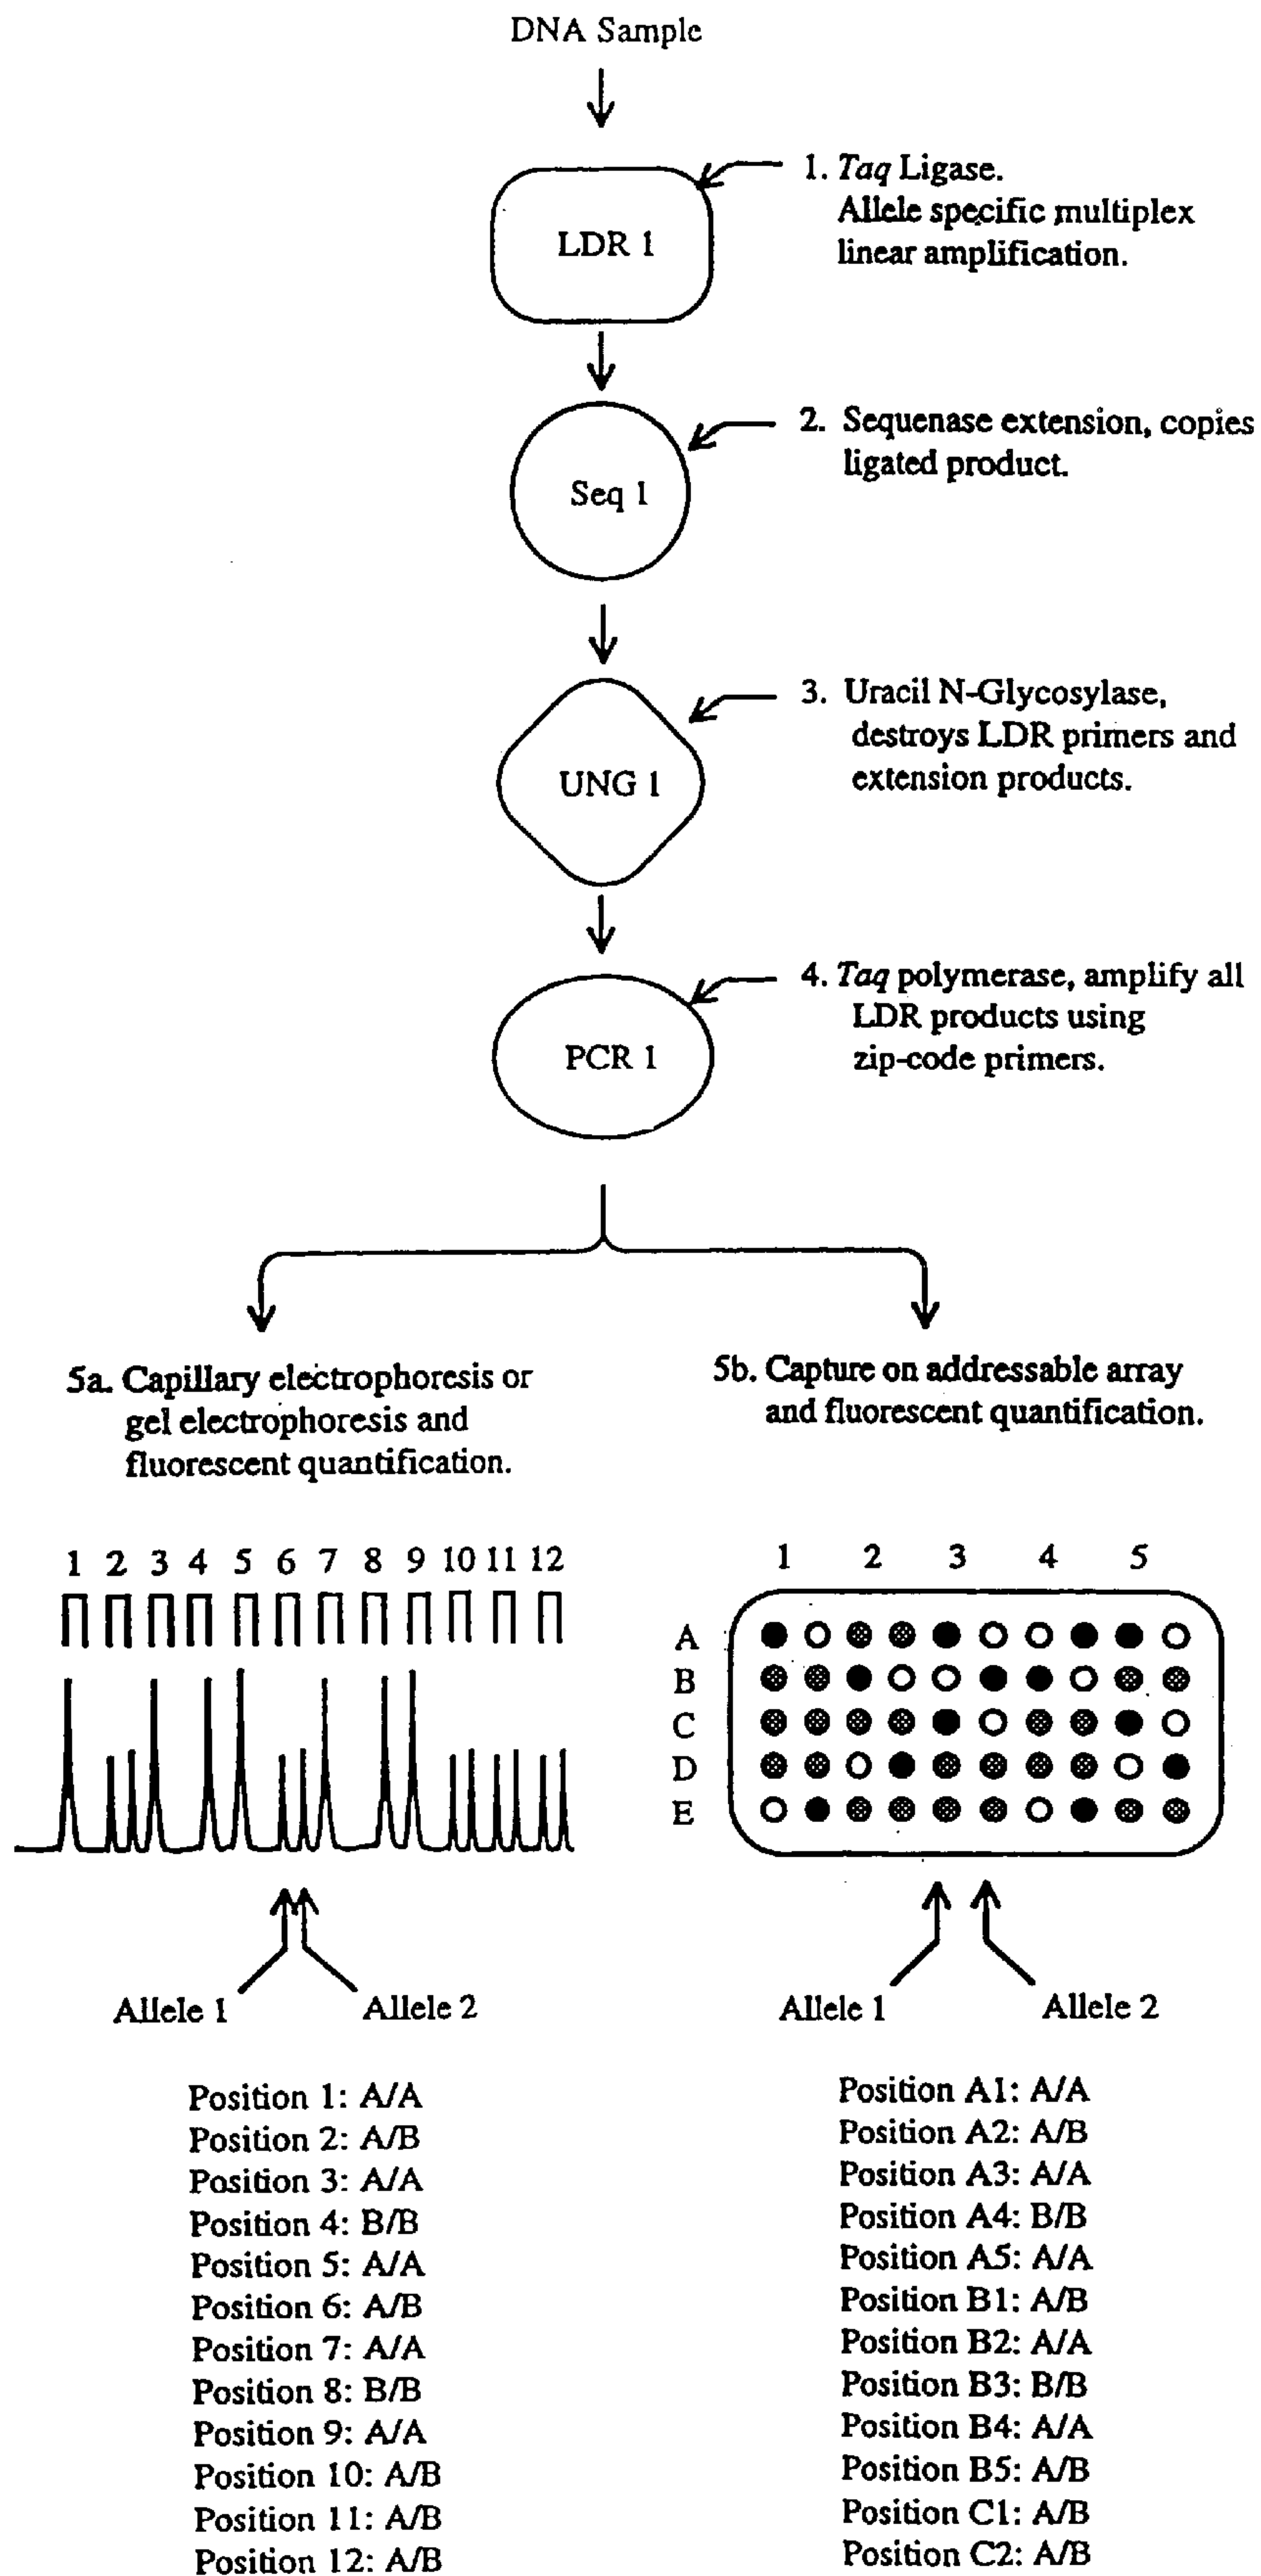 DNA Sample
LDR 1
1. Taq Ligase.
Allele specific multiplex
linear amplification.
Seq 1
2. Sequenase extension, copies
ligated product.
UNG 1
3. Uracil N-Glycosylase,
destroys LDR primers and
extension products.
PCR 1
4. Taq polymerase, amplify all
LDR products using
zip-code primers.
5a. Capillary electrophoresis or
gel electrophoresis and
fluorescent quantification.
1 2 3 4 5 6 7 8 9 10 11 12
Allele 1 Allele 2
Position 1: A/A
Position 2: A/B
Position 3: A/A
Position 4: B/B
Position 5: A/A
Position 6: A/B
Position 7: A/A
Position 8: B/B
Position 9: A/A
Position 10: A/B
Position 11: A/B
Position 12: A/B
5b. Capture on addressable array
and fluorescent quantification.
1 2 3 4 5
A
B
C
D
E
Allele 1 Allele 2
Position A1: A/A
Position A2: A/B
Position A3: A/A
Position A4: B/B
Position A5: A/A
Position B1: A/B
Position B2: A/A
Position B3: B/B
Position B4: A/A
Position B5: A/B
Position C1: A/B
Position C2: A/B